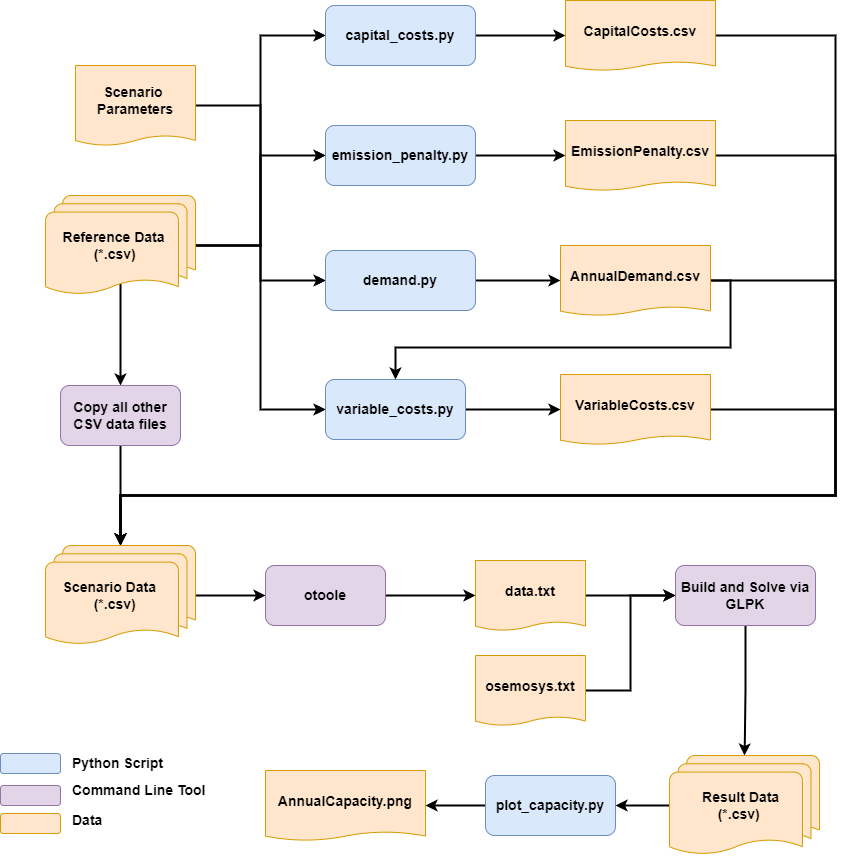 capital_costs.py
CapitalCosts.csv
Scenario
Parameters
emission_penalty.py
EmissionPenalty.csv
Reference Data
(*.csv)
demand.py
AnnualDemand.csv
Copy all other
CSV data files
variable_costs.py
VariableCosts.csv
Scenario Data
(*.csv)
otoole
data.txt
Build and Solve via
GLPK
osemosys.txt
Python Script
Command Line Tool
Data
AnnualCapacity.png
plot_capacity.py
Result Data
(*.csv)